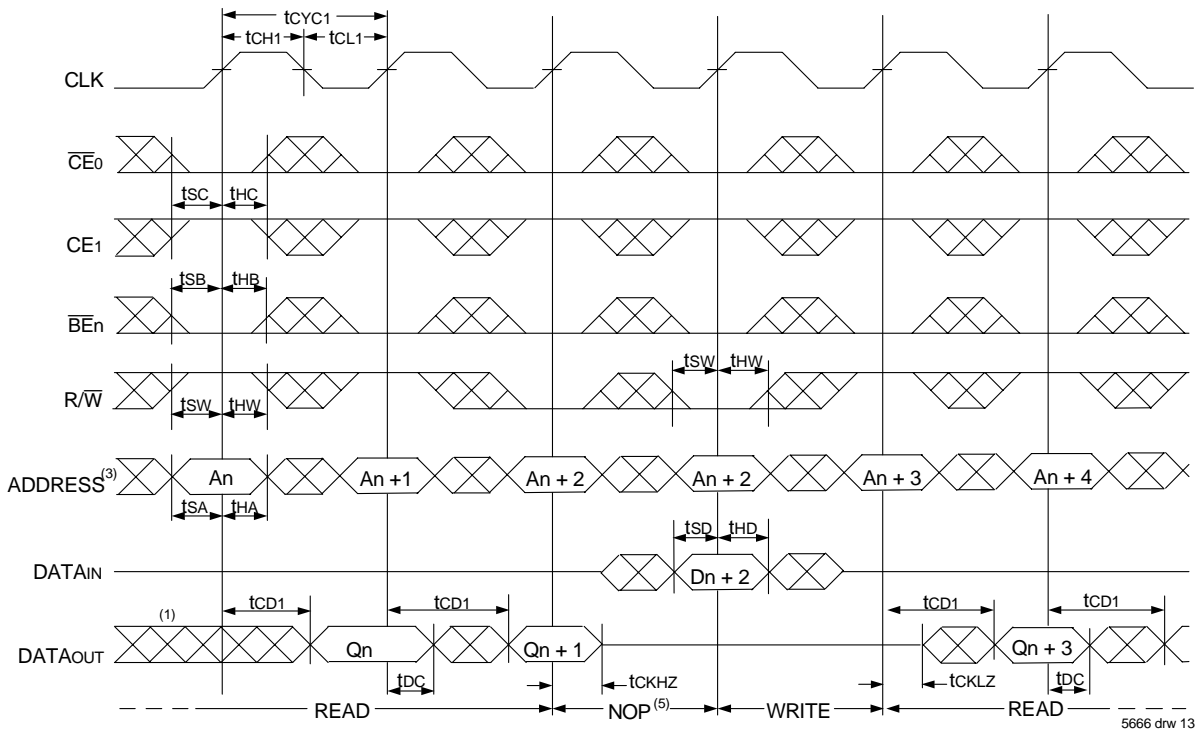 tCYC1
tCH1 tCL1
CLK
CE0
tSC tHC
CE1
tSB tHB
BEn
tSW tHW
R/W
tSW tHW
ADDRESS(3) An An +1 An + 2 An + 2 An + 3 An + 4
tSA tHA
tSD tHD
DATAIN Dn + 2
(1) tCD1 tCD1 tCD1 tCD1
DATAOUT Qn Qn + 1 Qn + 3
tDC tCKHZ tCKLZ tDC
READ NOP(5) WRITE READ
5666 drw 13